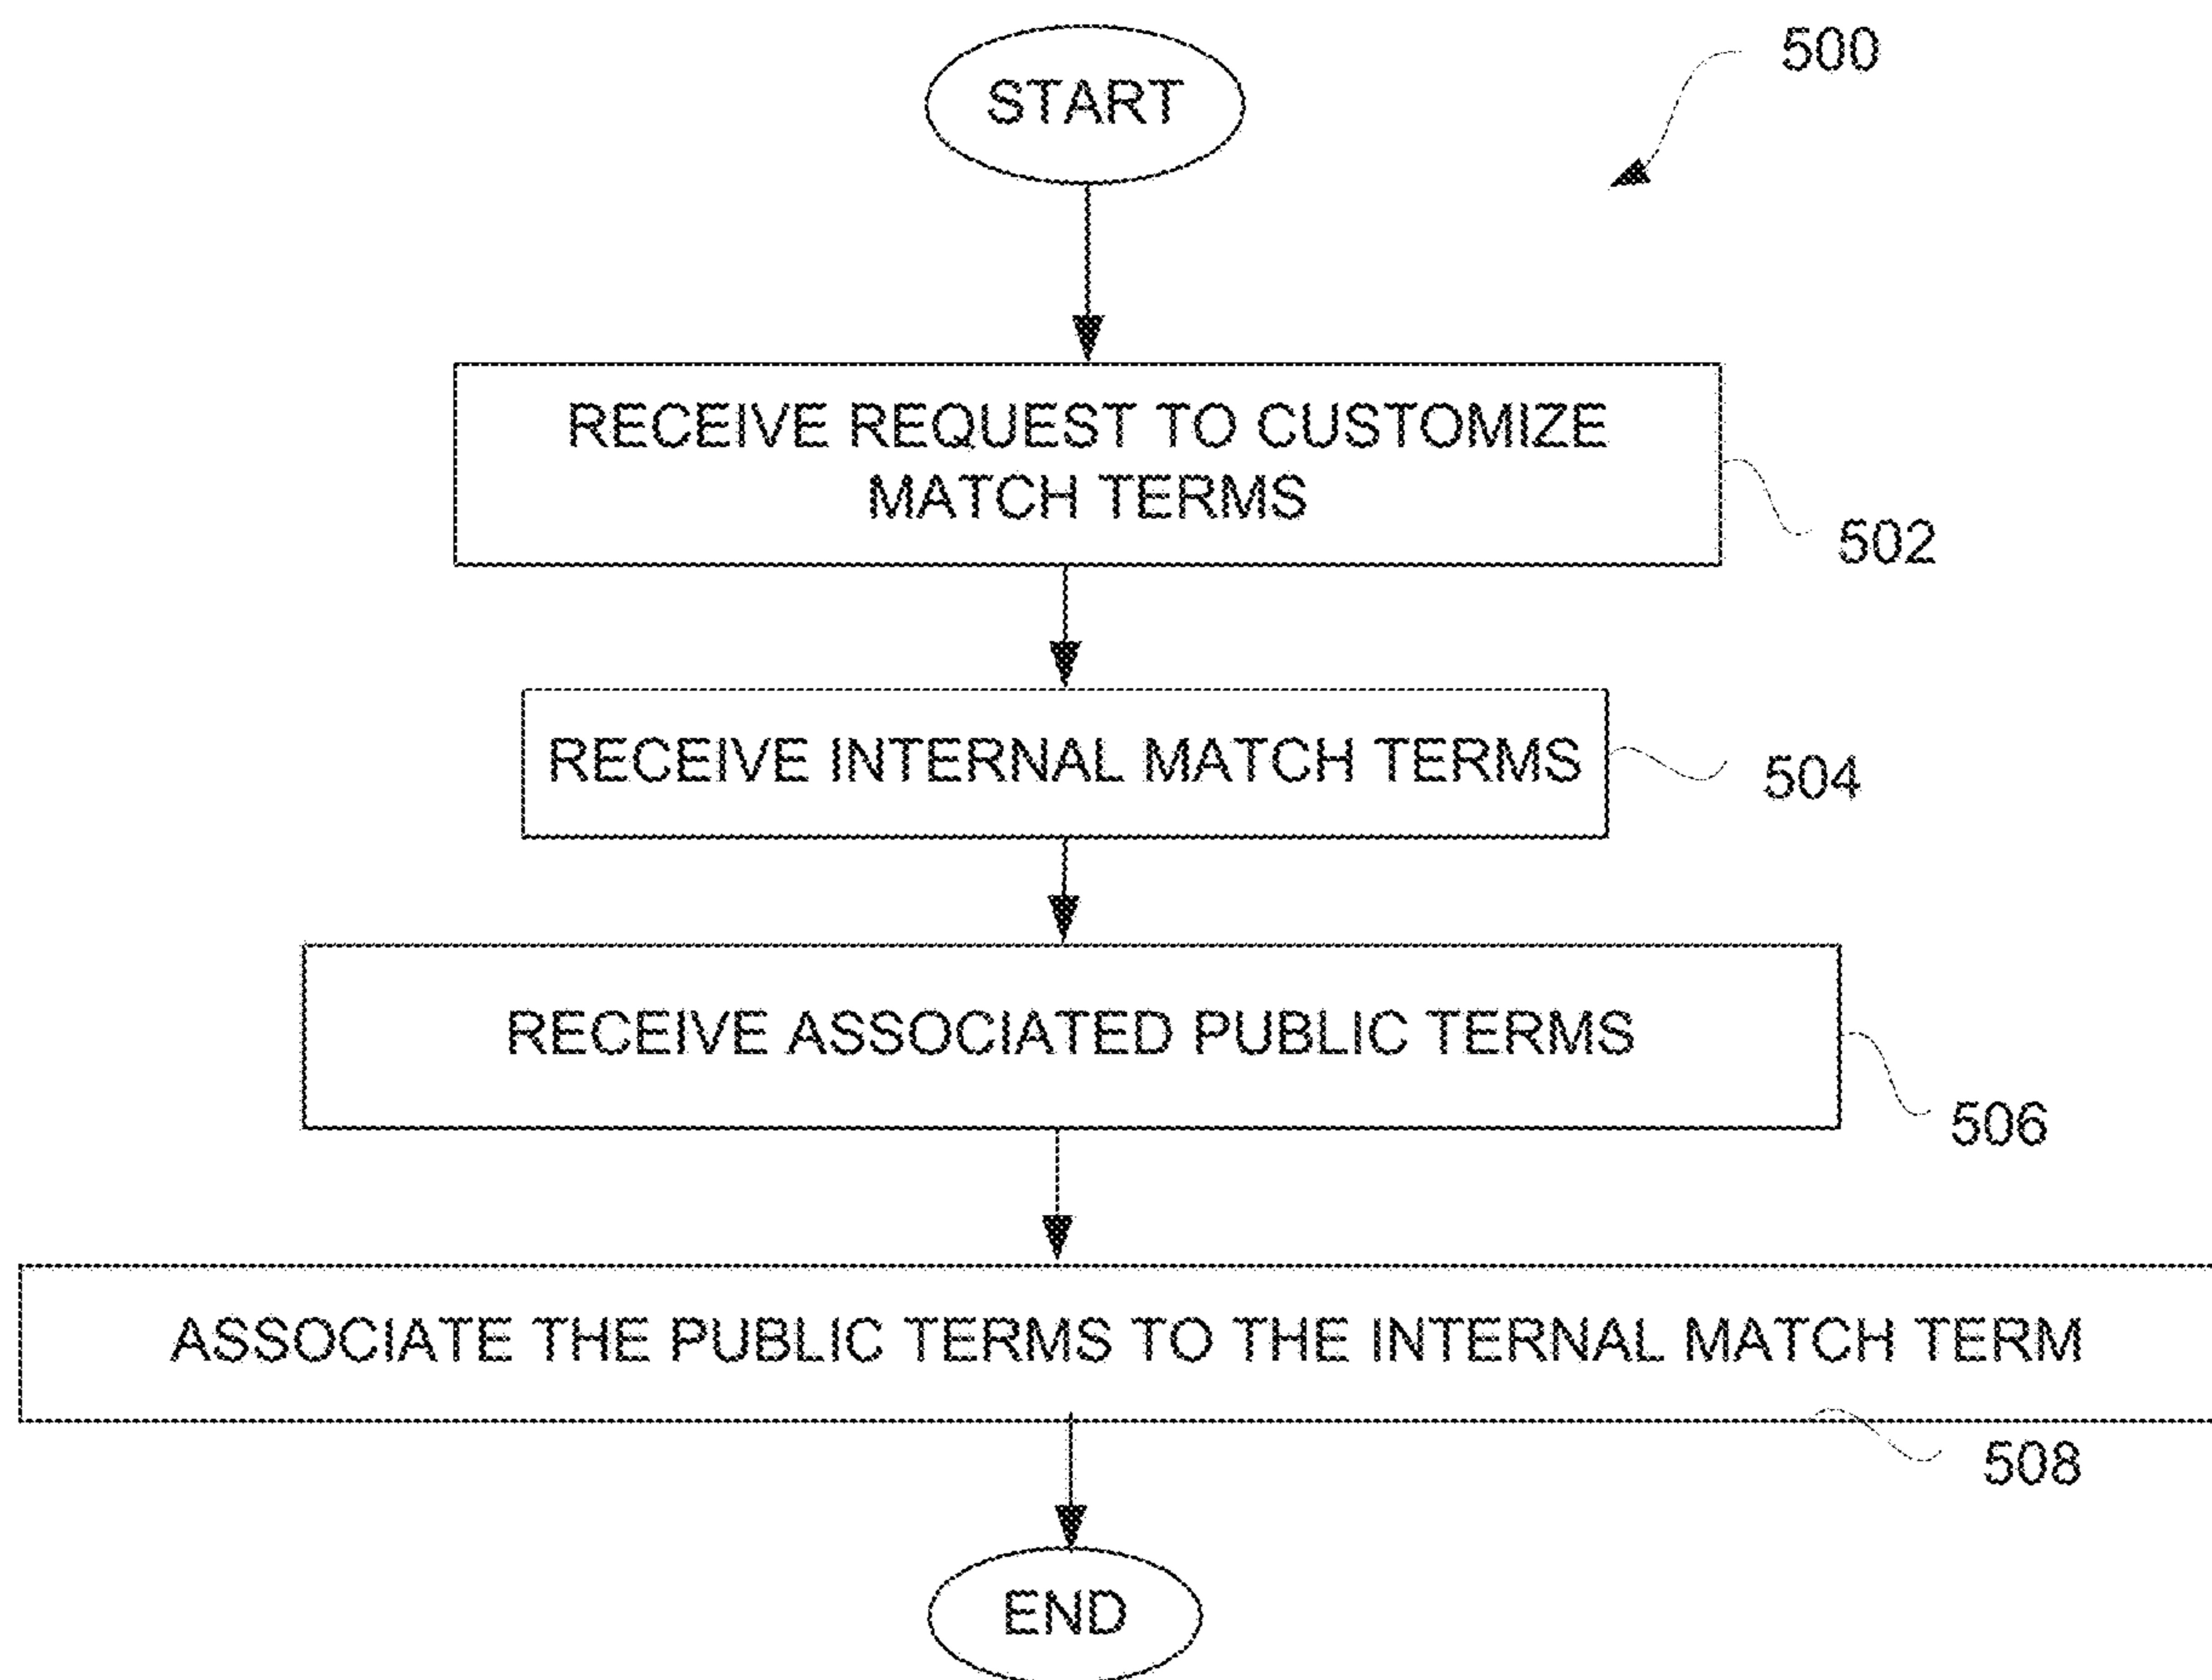 START
500
RECEIVE REQUEST TO CUSTOMIZE
MATCH TERMS
502
RECEIVE INTERNAL MATCH TERMS
504
RECEIVE ASSOCIATED PUBLIC TERMS
506
ASSOCIATE THE PUBLIC TERMS TO THE INTERNAL MATCH TERM
508
END